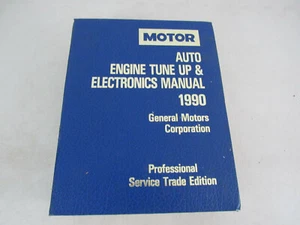 MOTOR
AUTO
ENGINE TUNE UP &
ELECTRONICS MANUAL
1990
General Motors
Corporation
Professional
Service Trade Edition